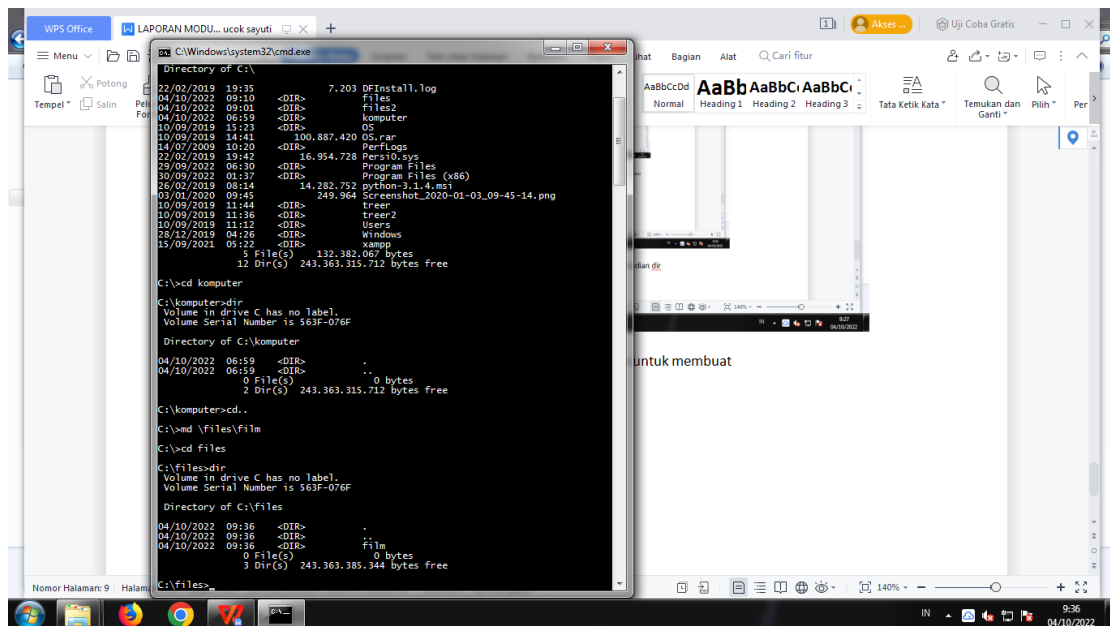 WPS Office
LAPORAN MODU... ucok sayuti
Akses ...
Uji Coba Gratis
Menu
C:\Windows\system32\cmd.exe
Bagian
Alat
Cari fitur
Potong
Tempel
Salin
AaBbCcDd
AaBb
AaBbC
AaBbC
Normal
Heading 1
Heading 2
Heading 3
Tata Ketik Kata
Temukan dan
Ganti
Pilih
Directory of C:\
22/02/2019 19:35 7.203 DFInstall.log
04/10/2022 09:10 <DIR> files
04/10/2022 09:01 <DIR> files2
04/10/2022 06:59 <DIR> komputer
10/09/2019 15:23 <DIR> OS
10/09/2019 14:41 100.887.420 OS.rar
14/07/2009 10:20 <DIR> PerfLogs
22/02/2019 19:42 16.954.728 Persi0.sys
29/09/2022 06:30 <DIR> Program Files
30/09/2022 01:37 <DIR> Program Files (x86)
26/02/2019 08:14 14.282.752 python-3.1.4.msi
03/01/2020 09:45 249.964 Screenshot_2020-01-03_09-45-14.png
10/09/2019 11:44 <DIR> treer
10/09/2019 11:36 <DIR> treer2
10/09/2019 11:12 <DIR> Users
28/12/2019 04:26 <DIR> Windows
15/09/2021 05:22 <DIR> xampp
5 File(s) 132.382.067 bytes
12 Dir(s) 243.363.315.712 bytes free
C:\>cd komputer
C:\komputer>dir
Volume in drive C has no label.
Volume Serial Number is 563F-076F
Directory of C:\komputer
04/10/2022 06:59 <DIR> .
04/10/2022 06:59 <DIR> ..
0 File(s) 0 bytes
2 Dir(s) 243.363.315.712 bytes free
C:\komputer>cd..
C:\>md \files\film
C:\>cd files
C:\files>dir
Volume in drive C has no label.
Volume Serial Number is 563F-076F
Directory of C:\files
04/10/2022 09:36 <DIR> .
04/10/2022 09:36 <DIR> ..
04/10/2022 09:36 <DIR> film
0 File(s) 0 bytes
3 Dir(s) 243.363.385.344 bytes free
C:\files>_
dir
140%
IN
9:27
04/10/2022
untuk membuat
Nomor Halaman: 9
140%
IN
9:36
04/10/2022